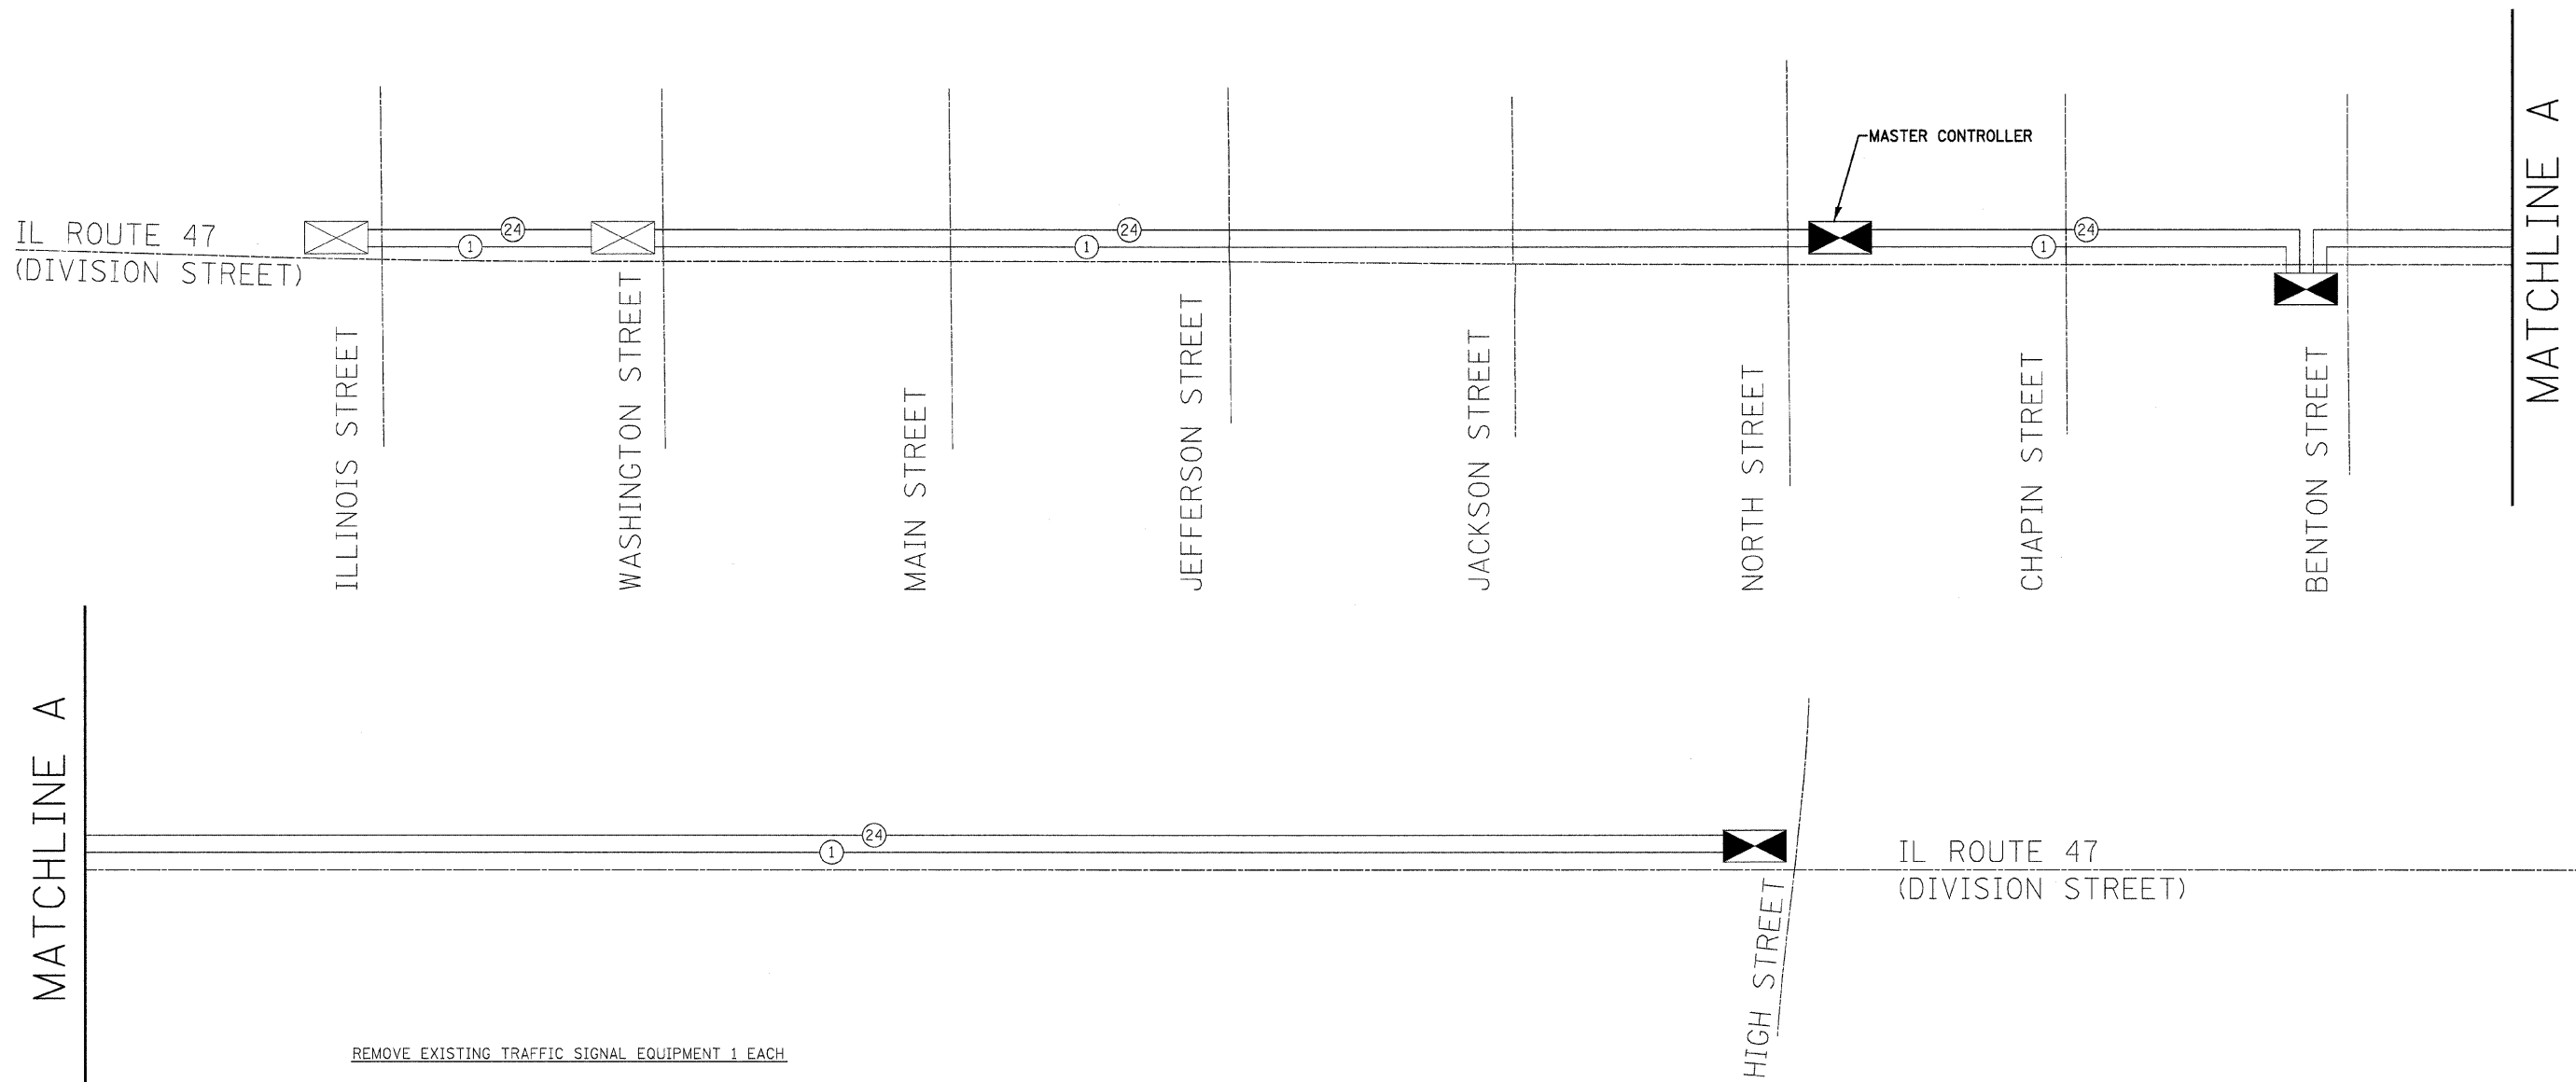 MASTER CONTROLLER
IL ROUTE 47
(DIVISION STREET)
24
1
24
1
24
1
ILLINOIS STREET
WASHINGTON STREET
MAIN STREET
JEFFERSON STREET
JACKSON STREET
NORTH STREET
CHAPIN STREET
BENTON STREET
MATCHLINE A
MATCHLINE A
24
1
HIGH STREET
IL ROUTE 47
(DIVISION STREET)
REMOVE EXISTING TRAFFIC SIGNAL EQUIPMENT 1 EACH